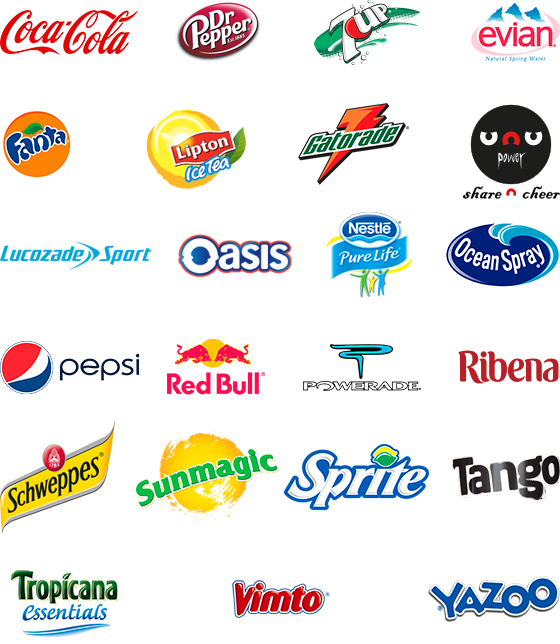 Coca-Cola
Dr
Pepper
7up
evian.
Natural Spring Water
Fanta
Lipton
Ice Tea
Gatorade
power
share cheer
Lucozade Sport
Oasis
Nestlé
Pure Life
Ocean Spray
pepsi
Red Bull
POWERADE
Ribena
Schweppes
Sunmagic
Sprite
Tango
Tropicana
Essentials
Vimto
YAZOO